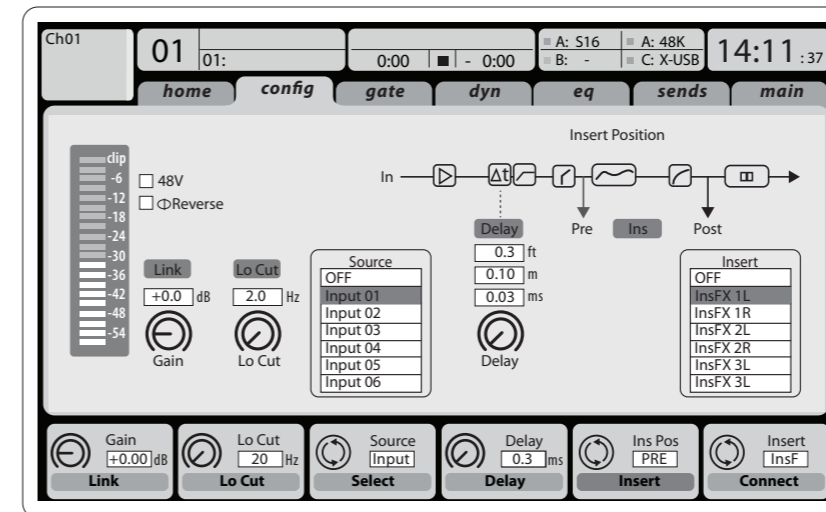 Ch01
01
01:
0:00
- 0:00
A: S16
B: -
A: 48K
C: X-USB
14:11 :37
home
config
gate
dyn
eq
sends
main
Insert Position
clip
-6
-12
-18
-24
-30
-36
-42
-48
-54
48V
ΦReverse
In
Δt
Pre
Ins
Post
Link
+0.0 dB
Gain
Lo Cut
2.0 Hz
Lo Cut
Source
OFF
Input 01
Input 02
Input 03
Input 04
Input 05
Input 06
Delay
0.3 ft
0.10 m
0.03 ms
Delay
Insert
OFF
InsFX 1L
InsFX 1R
InsFX 2L
InsFX 2R
InsFX 3L
InsFX 3L
Gain
+0.00 dB
Link
Lo Cut
20 Hz
Lo Cut
Source
Input
Select
Delay
0.3 ms
Delay
Ins Pos
PRE
Insert
Insert
InsF
Connect